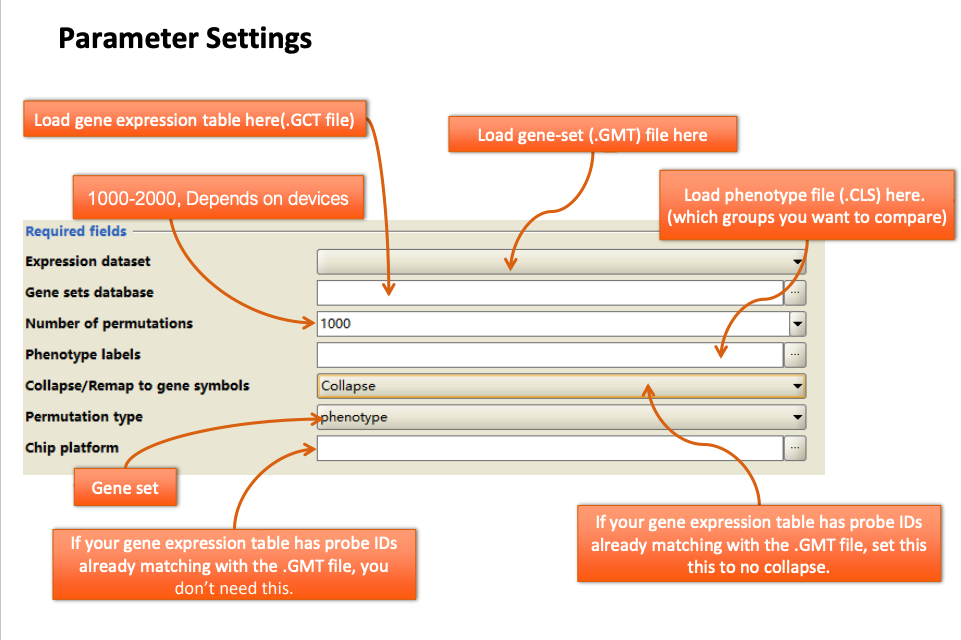 Parameter Settings
Load gene expression table here(.GCT file)
Load gene-set (.GMT) file here
1000-2000, Depends on devices
Load phenotype file (.CLS) here.
(which groups you want to compare)
Required fields
Expression dataset
Gene sets database
...
Number of permutations
1000
Phenotype labels
...
Collapse/Remap to gene symbols
Collapse
Permutation type
phenotype
Chip platform
...
Gene set
If your gene expression table has probe IDs
already matching with the .GMT file, you
don't need this.
If your gene expression table has probe IDs
already matching with the .GMT file, set this
this to no collapse.